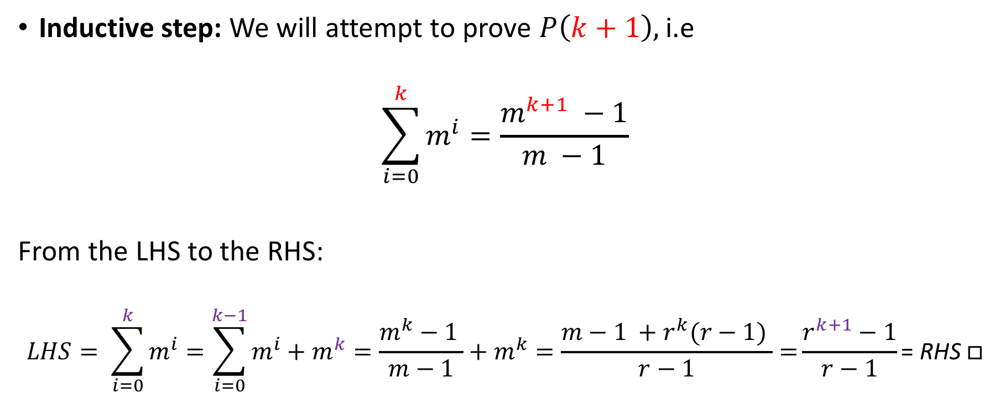 • Inductive step: We will attempt to prove P(k + 1), i.e
\sum_{i=0}^{k} m^i = \frac{m^{k+1} - 1}{m - 1}
From the LHS to the RHS:
LHS = \sum_{i=0}^{k} m^i = \sum_{i=0}^{k-1} m^i + m^k = \frac{m^k - 1}{m - 1} + m^k = \frac{m - 1 + r^k(r - 1)}{r - 1} = \frac{r^{k+1} - 1}{r - 1} = RHS □